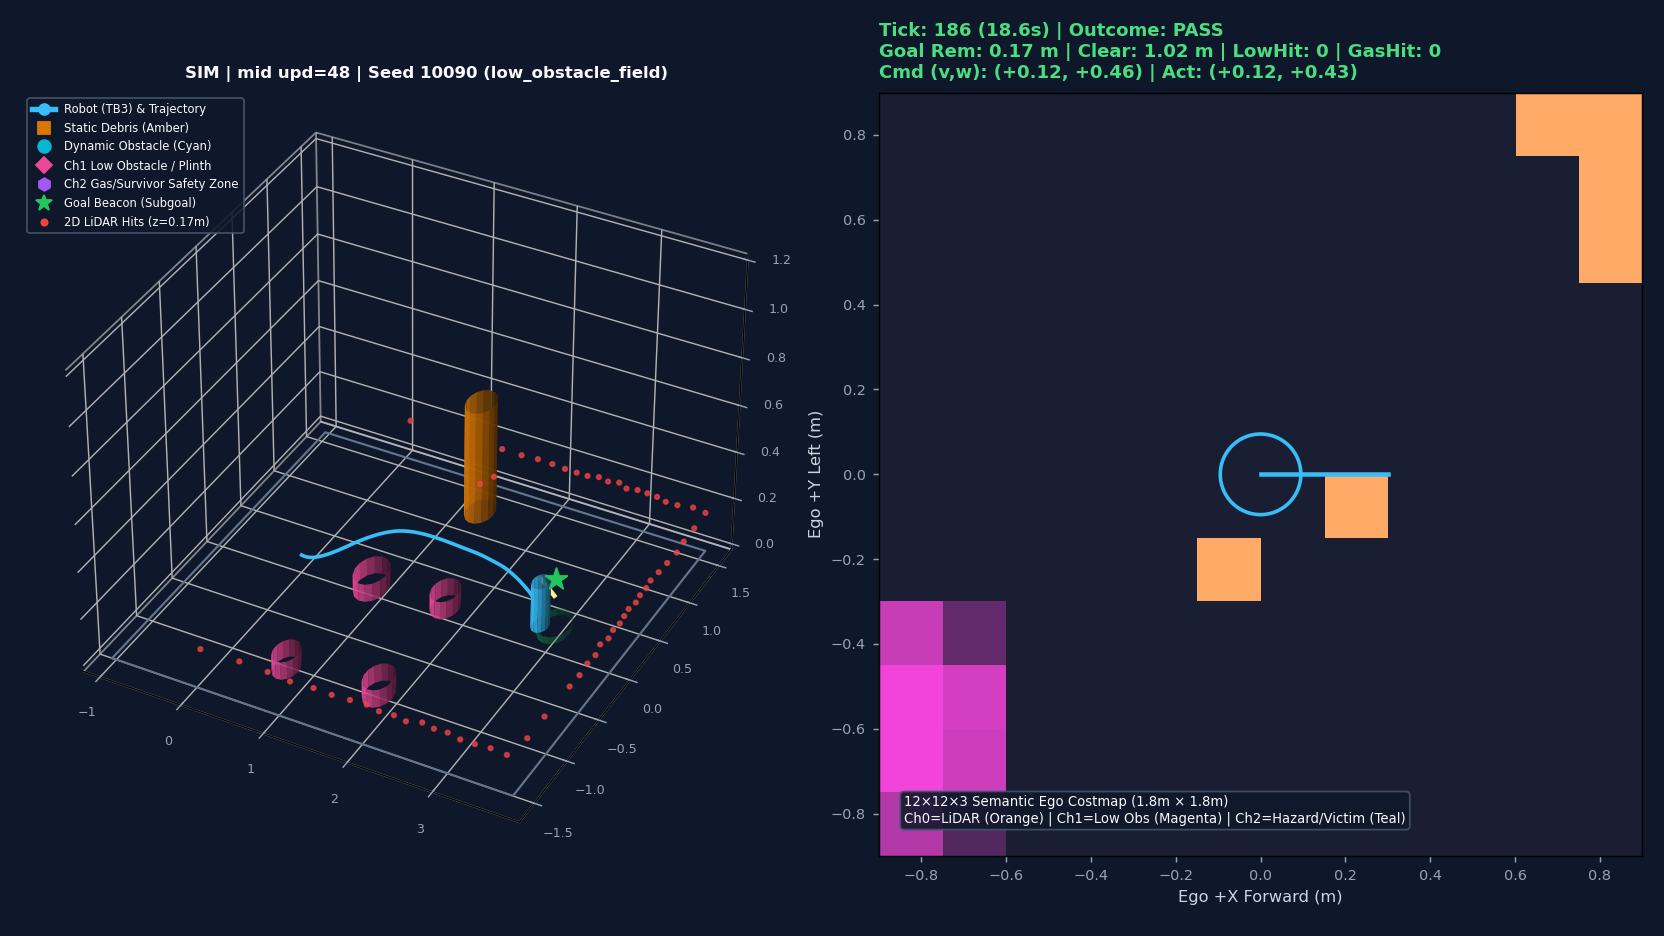 SIM | mid upd=48 | Seed 10090 (low_obstacle_field)
Robot (TB3) & Trajectory
Static Debris (Amber)
Dynamic Obstacle (Cyan)
Ch1 Low Obstacle / Plinth
Ch2 Gas/Survivor Safety Zone
Goal Beacon (Subgoal)
2D LiDAR Hits (z=0.17m)
1.2
1.0
0.8
0.6
0.4
0.2
0.0
1.5
1.0
0.5
0.0
−0.5
−1.0
−1.5
−1
0
1
2
3
Tick: 186 (18.6s) | Outcome: PASS
Goal Rem: 0.17 m | Clear: 1.02 m | LowHit: 0 | GasHit: 0
Cmd (v,w): (+0.12, +0.46) | Act: (+0.12, +0.43)
Ego +Y Left (m)
0.8
0.6
0.4
0.2
0.0
−0.2
−0.4
−0.6
−0.8
12×12×3 Semantic Ego Costmap (1.8m × 1.8m)
Ch0=LiDAR (Orange) | Ch1=Low Obs (Magenta) | Ch2=Hazard/Victim (Teal)
−0.8 −0.6 −0.4 −0.2 0.0 0.2 0.4 0.6 0.8
Ego +X Forward (m)